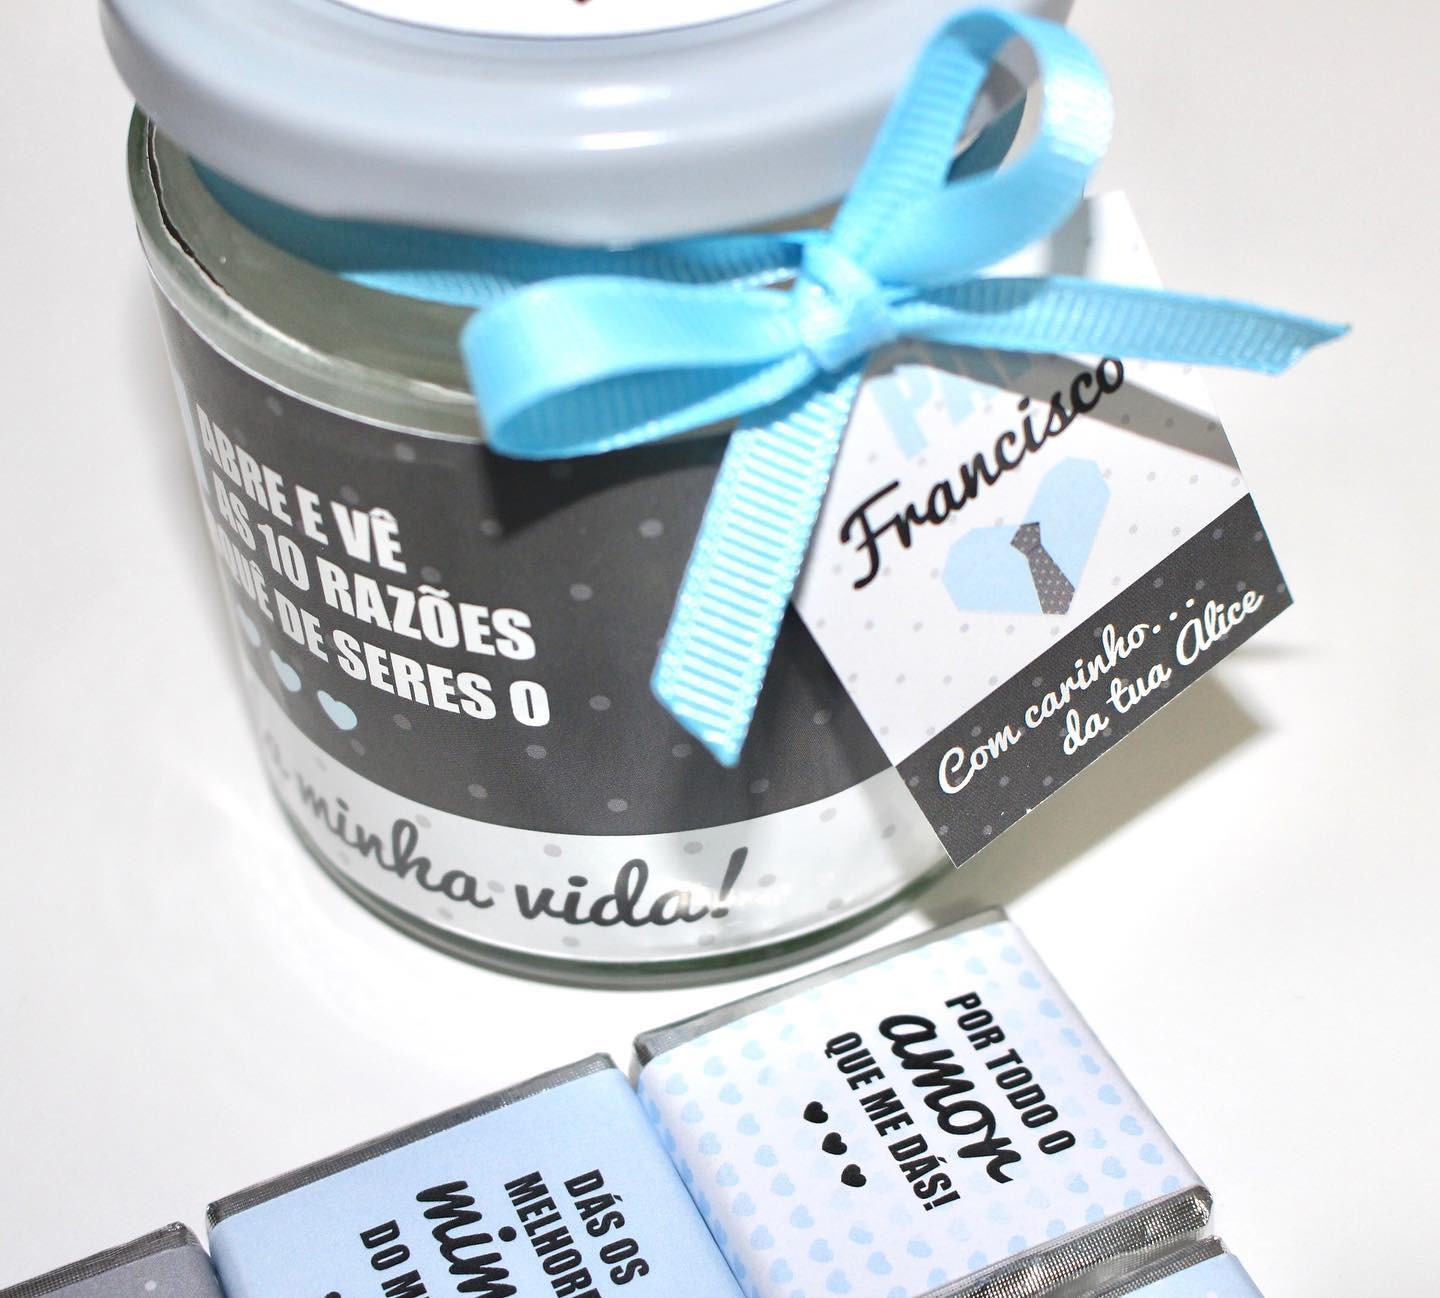 ABRE E VÊ
AS 10 RAZÕES
DE SERES O
minha vida!
Francisco
Com carinho...
da tua Alice
POR TODO O
amor
QUE ME DÁS!
DÁS OS
DO